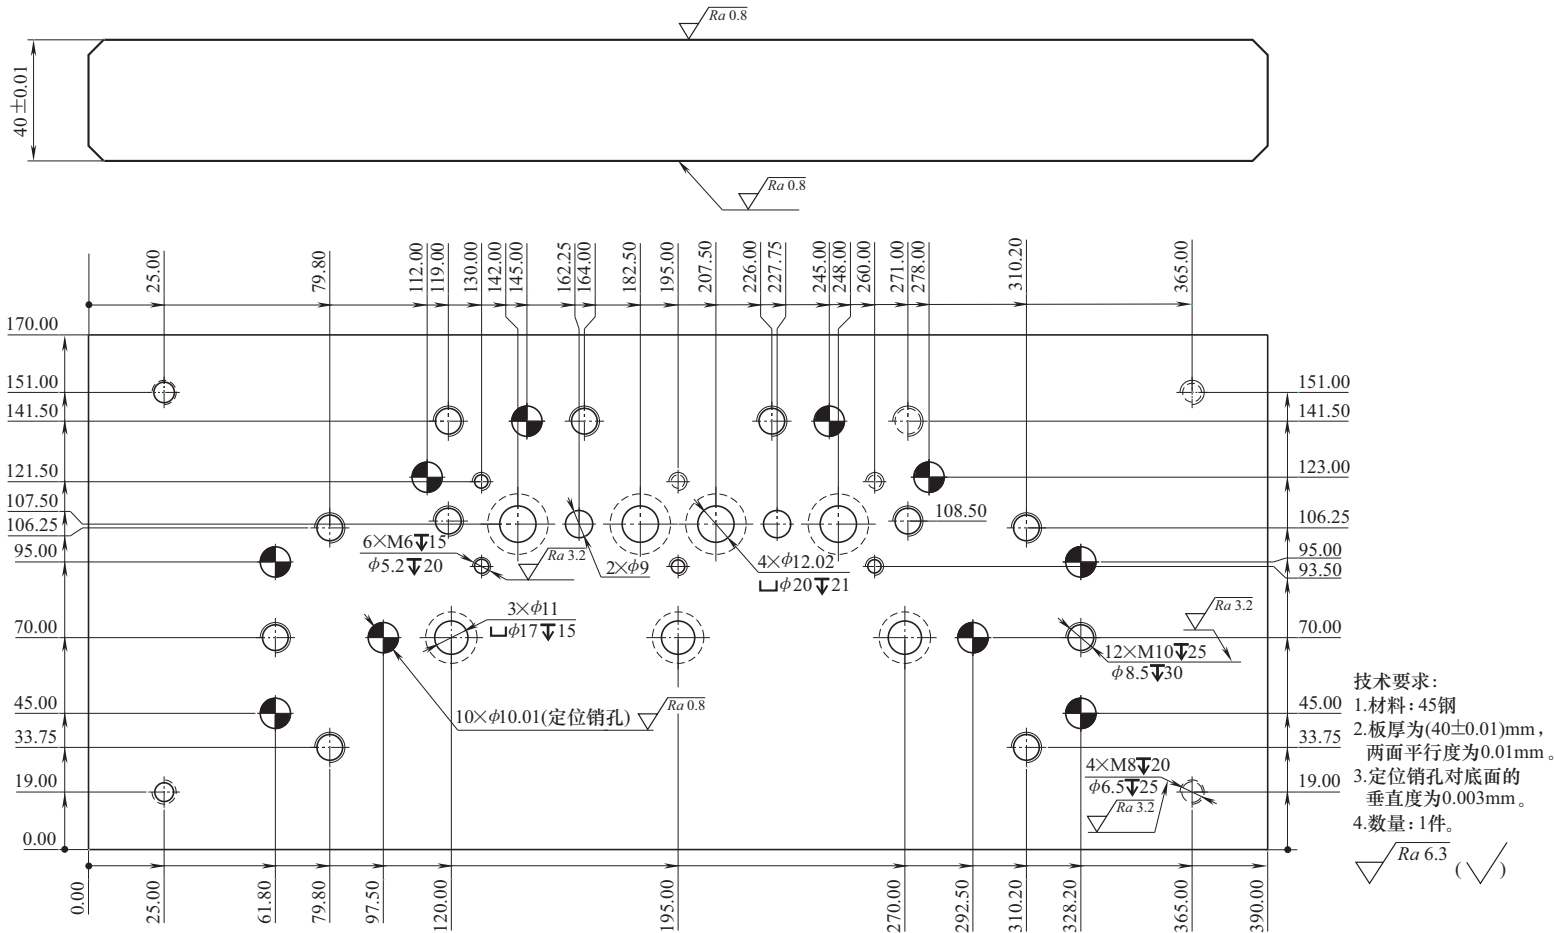 Ra 0.8
40±0.01
Ra 0.8
25.00
79.80
112.00
119.00
130.00
142.00
145.00
162.25
164.00
182.50
195.00
207.50
226.00
227.75
245.00
248.00
260.00
271.00
278.00
310.20
365.00
170.00
151.00
141.50
121.50
107.50
106.25
95.00
70.00
45.00
33.75
19.00
0.00
6×M6↧15
ϕ5.2↧20
Ra 3.2
2×ϕ9
4×ϕ12.02
⌴ϕ20↧21
108.50
3×ϕ11
⌴ϕ17↧15
10×ϕ10.01(定位销孔)
Ra 0.8
12×M10↧25
ϕ8.5↧30
Ra 3.2
4×M8↧20
ϕ6.5↧25
Ra 3.2
151.00
141.50
123.00
106.25
95.00
93.50
70.00
45.00
33.75
19.00
0.00
25.00
61.80
79.80
97.50
120.00
195.00
270.00
292.50
310.20
328.20
365.00
390.00
技术要求：
1.材料：45钢
2.板厚为(40±0.01)mm，
两面平行度为0.01mm。
3.定位销孔对底面的
垂直度为0.003mm。
4.数量：1件。
Ra 6.3 (√)